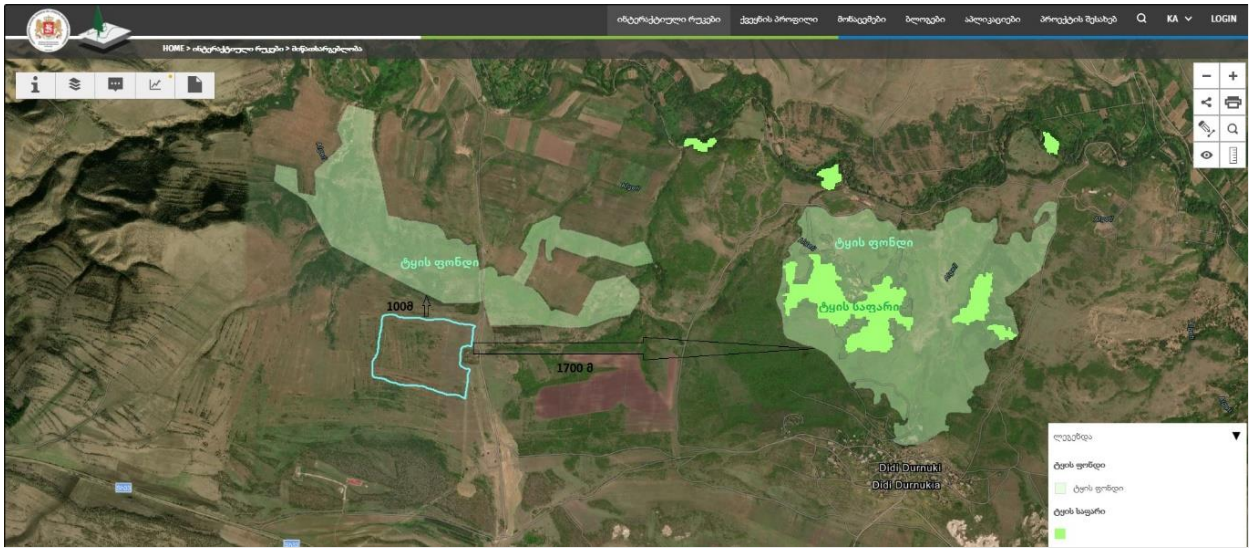 ინტერაქტიული რუკები ქვეყნის პროფილი მონაცემები ბლოგები აპლიკაციები პროექტის შესახებ KA LOGIN
HOME > ინტერაქტიული რუკები > მიწათსარგებლობა
ტყის ფონდი
ტყის ფონდი
ტყის საფარი
100მ
1700 მ
Didi Durnuki
Didi Durnukia
ლეგენდა
ტყის ფონდი
ტყის ფონდი
ტყის საფარი